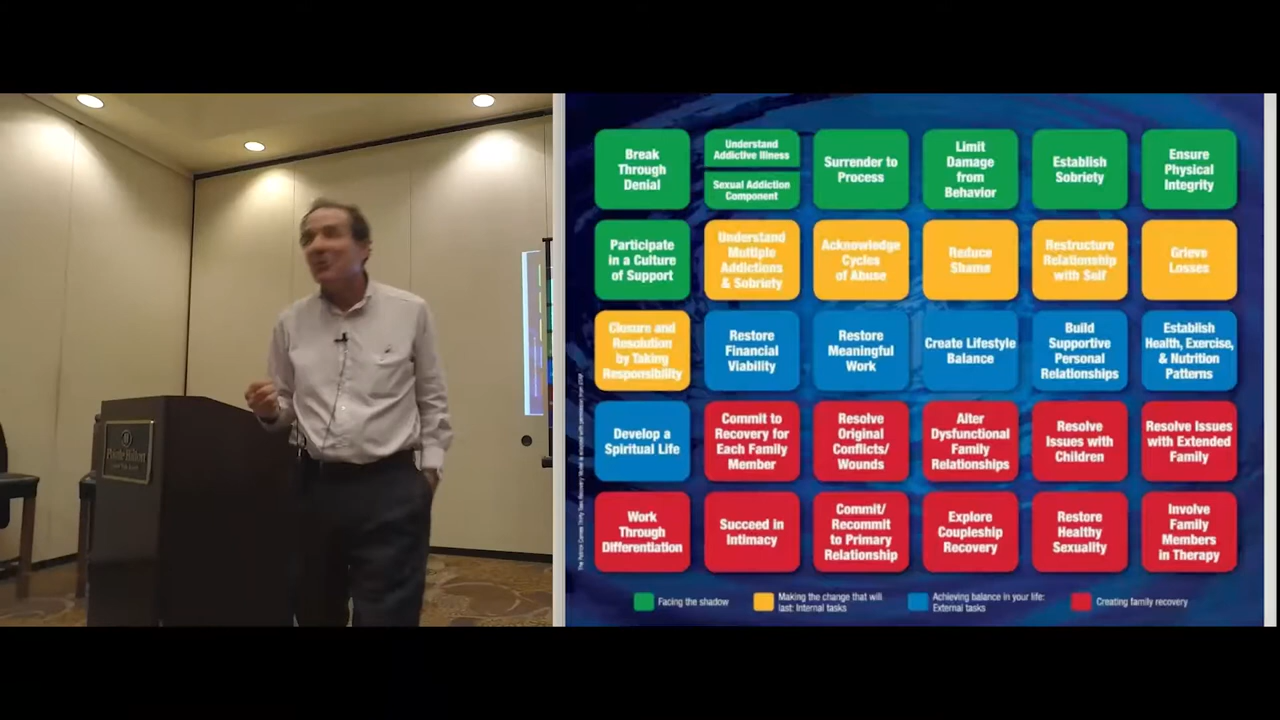 Break
Through
Denial
Understand
Addictive Illness
Sexual Addiction
Component
Surrender to
Process
Limit
Damage
from
Behavior
Establish
Sobriety
Ensure
Physical
Integrity
Participate
in a Culture
of Support
Understand
Multiple
Addictions
& Sobriety
Acknowledge
Cycles
of Abuse
Reduce
Shame
Restructure
Relationship
with Self
Grieve
Losses
Closure and
Resolution
by Taking
Responsibility
Restore
Financial
Viability
Restore
Meaningful
Work
Create Lifestyle
Balance
Build
Supportive
Personal
Relationships
Establish
Health, Exercise,
& Nutrition
Patterns
Develop a
Spiritual Life
Commit to
Recovery for
Each Family
Member
Resolve
Original
Conflicts/
Wounds
Alter
Dysfunctional
Family
Relationships
Resolve
Issues with
Children
Resolve Issues
with Extended
Family
Work
Through
Differentiation
Succeed in
Intimacy
Commit/
Recommit
to Primary
Relationship
Explore
Coupleship
Recovery
Restore
Healthy
Sexuality
Involve
Family
Members
in Therapy
Facing the shadow
Making the change that will
last: Internal tasks
Achieving balance in your life:
External tasks
Creating family recovery
Pointe Hilton